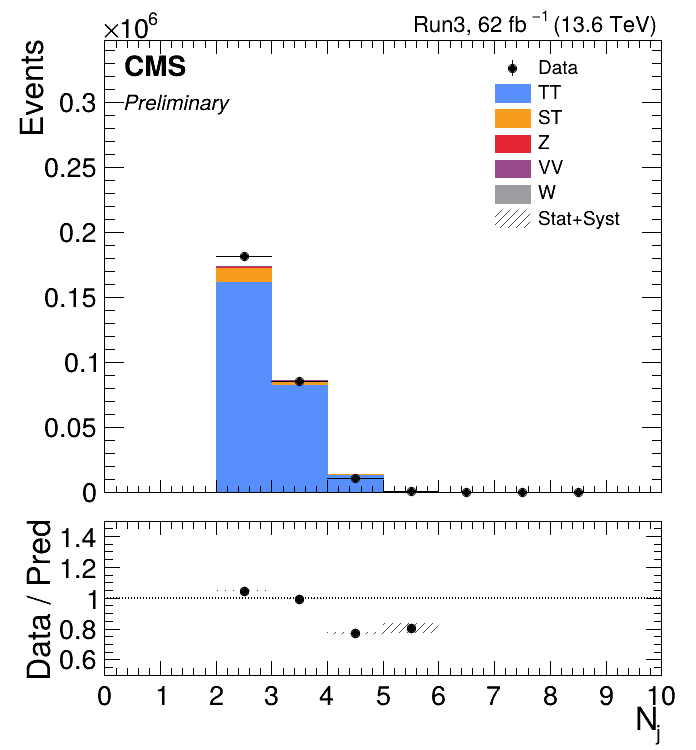 ×10⁶
Run3, 62 fb⁻¹ (13.6 TeV)
Events
CMS
Preliminary
Data
TT
ST
Z
VV
W
Stat+Syst
0.3
0.25
0.2
0.15
0.1
0.05
0
Data / Pred
1.4
1.2
1
0.8
0.6
0 1 2 3 4 5 6 7 8 9 10
N_j